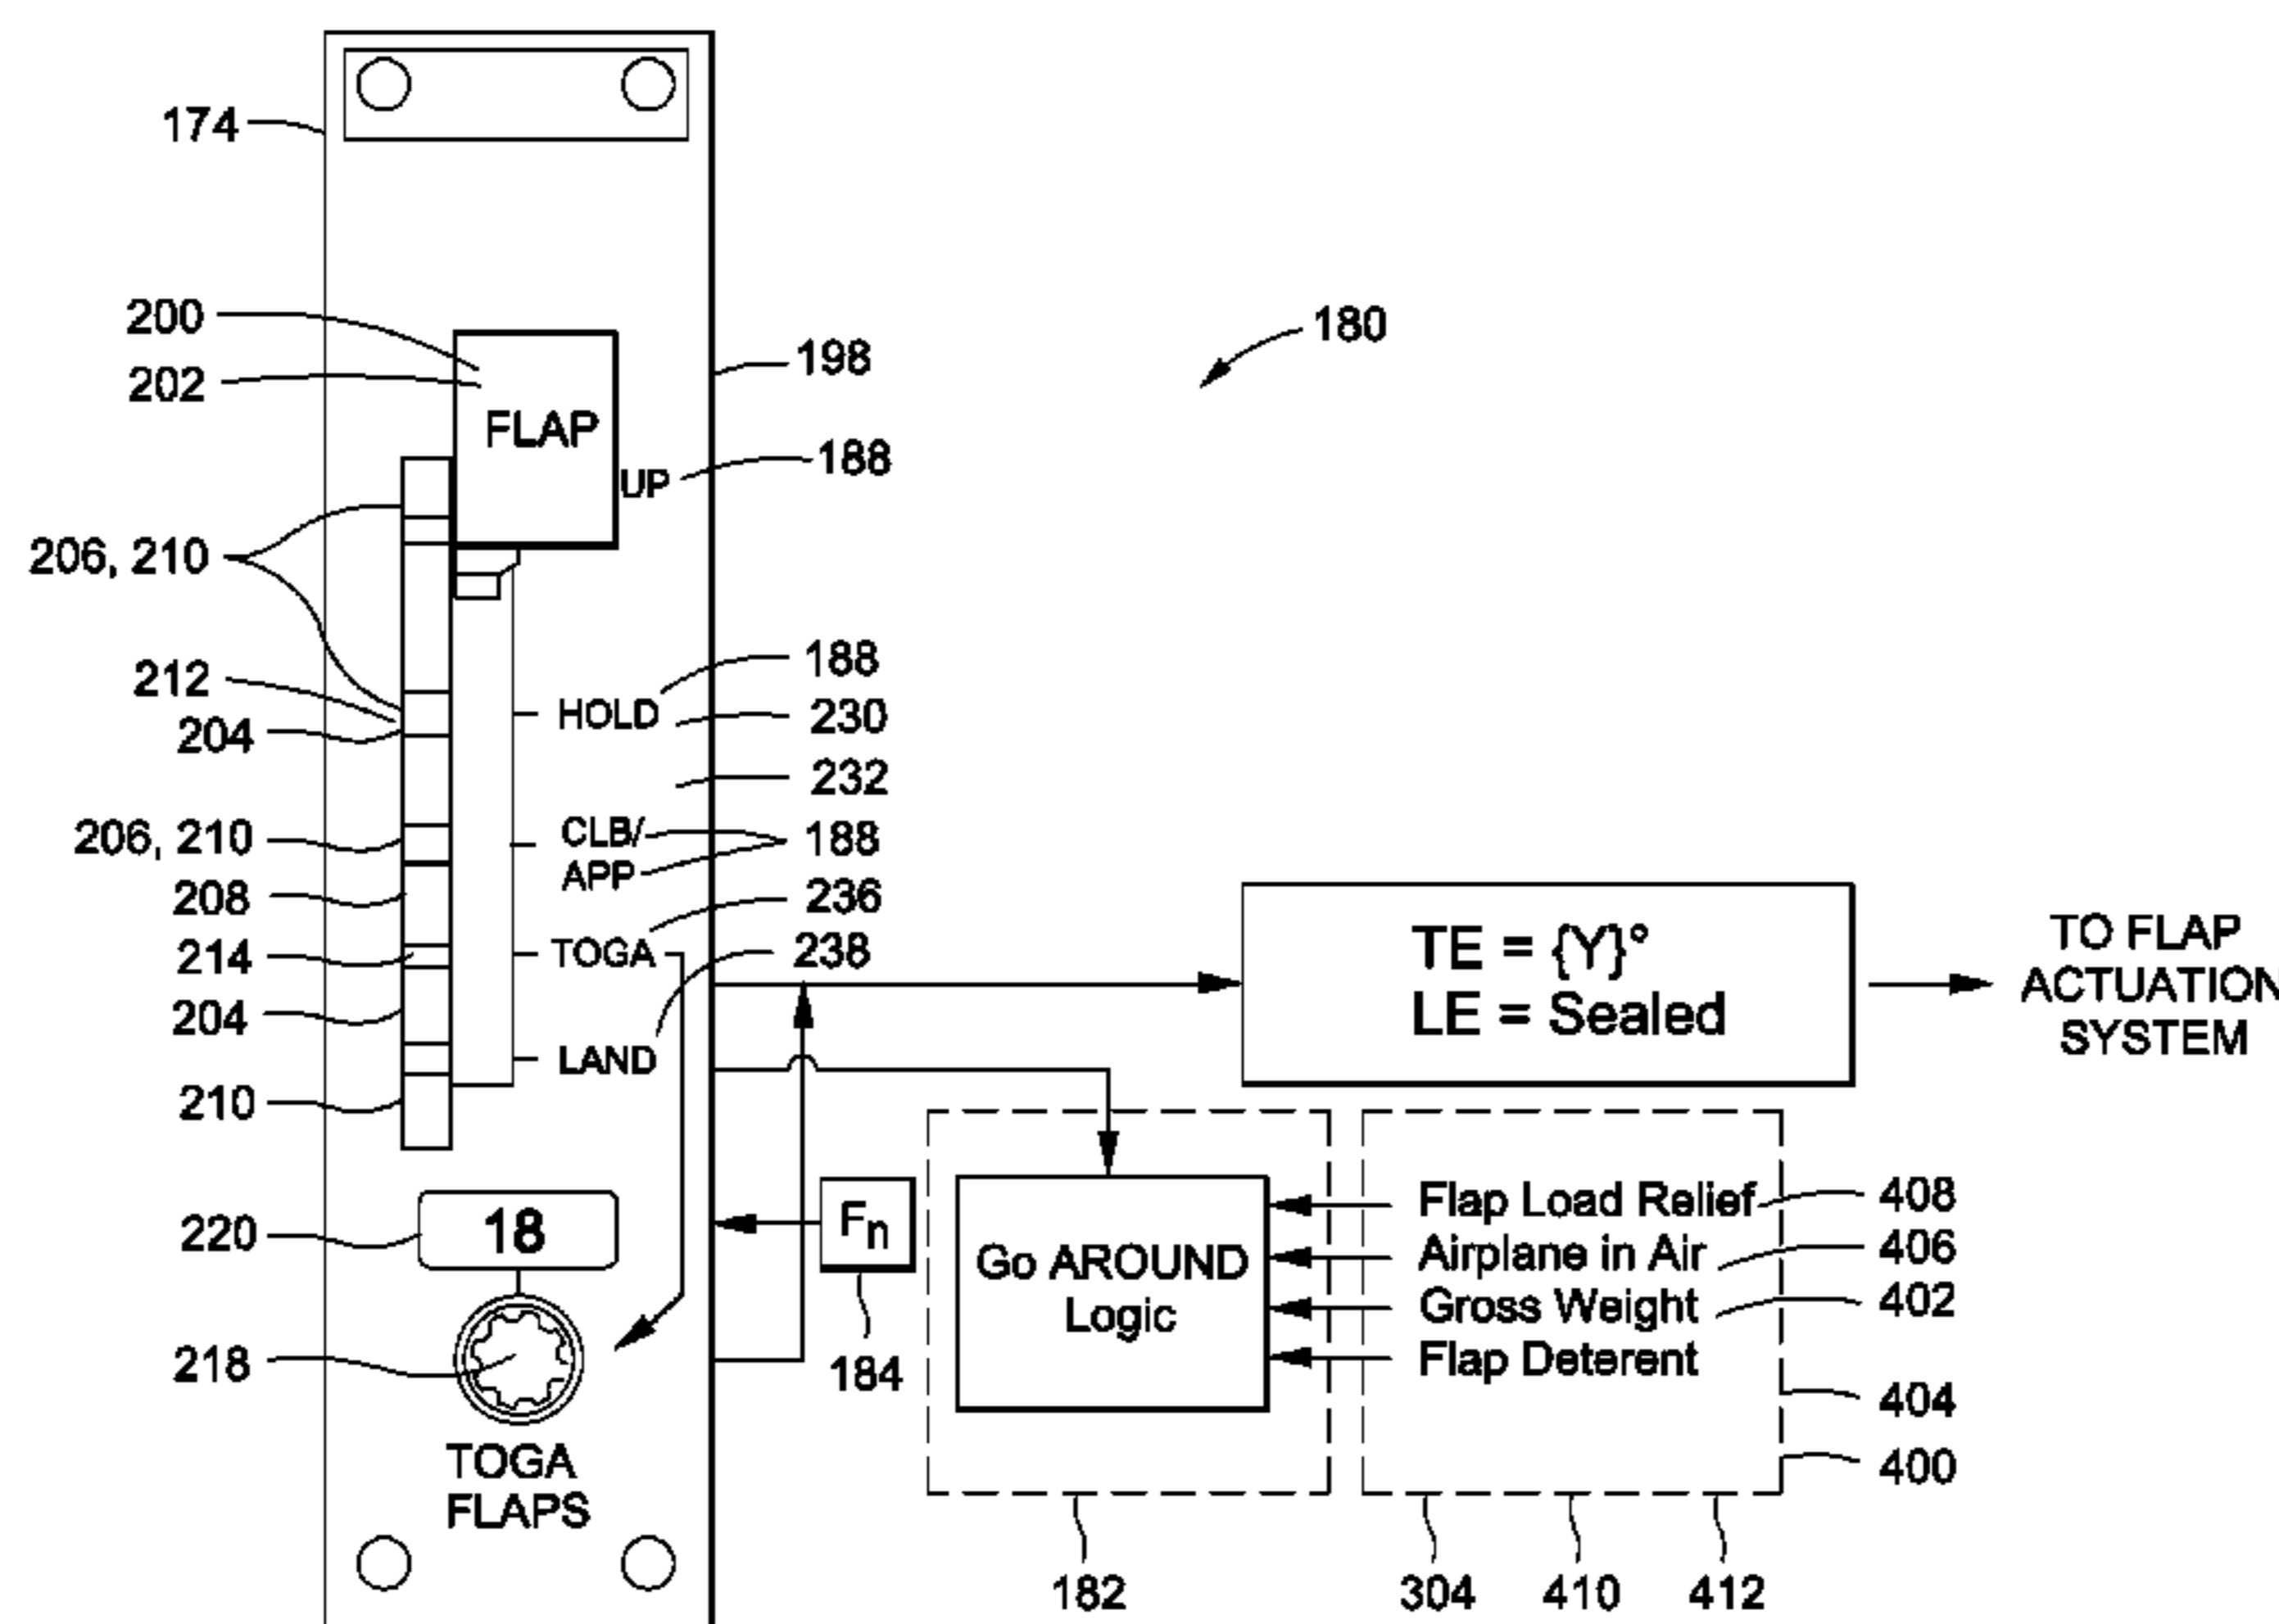 174
200
202
FLAP
198
180
UP
188
206, 210
212
204
HOLD
188
230
232
206, 210
CLB/
APP
188
208
236
214
TOGA
238
204
LAND
210
TE = {Y}°
LE = Sealed
TO FLAP
ACTUATION
SYSTEM
220
18
Fn
184
218
TOGA
FLAPS
Go AROUND
Logic
Flap Load Relief
Airplane in Air
Gross Weight
Flap Deterent
408
406
402
404
400
182
304
410
412